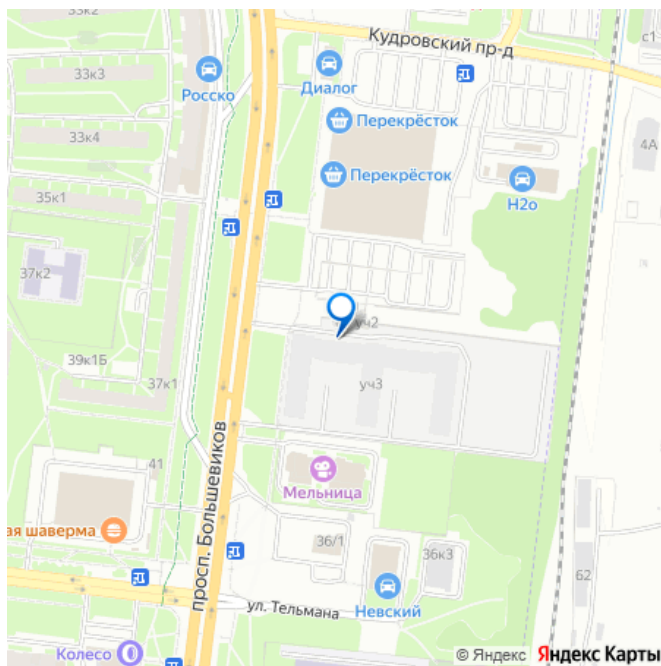 33к2
Кудровский пр-д
с1
33к3
Росско
Диалог
33к4
Перекрёсток
4А
Перекрёсток
35к1
Н2о
37к2
уч2
39к1Б
37к1
уч3
41
Мельница
ая шаверма
просп. Большевиков
36/1
36к3
62
ул. Тельмана
Невский
Колесо
© Яндекс Яндекс Карты